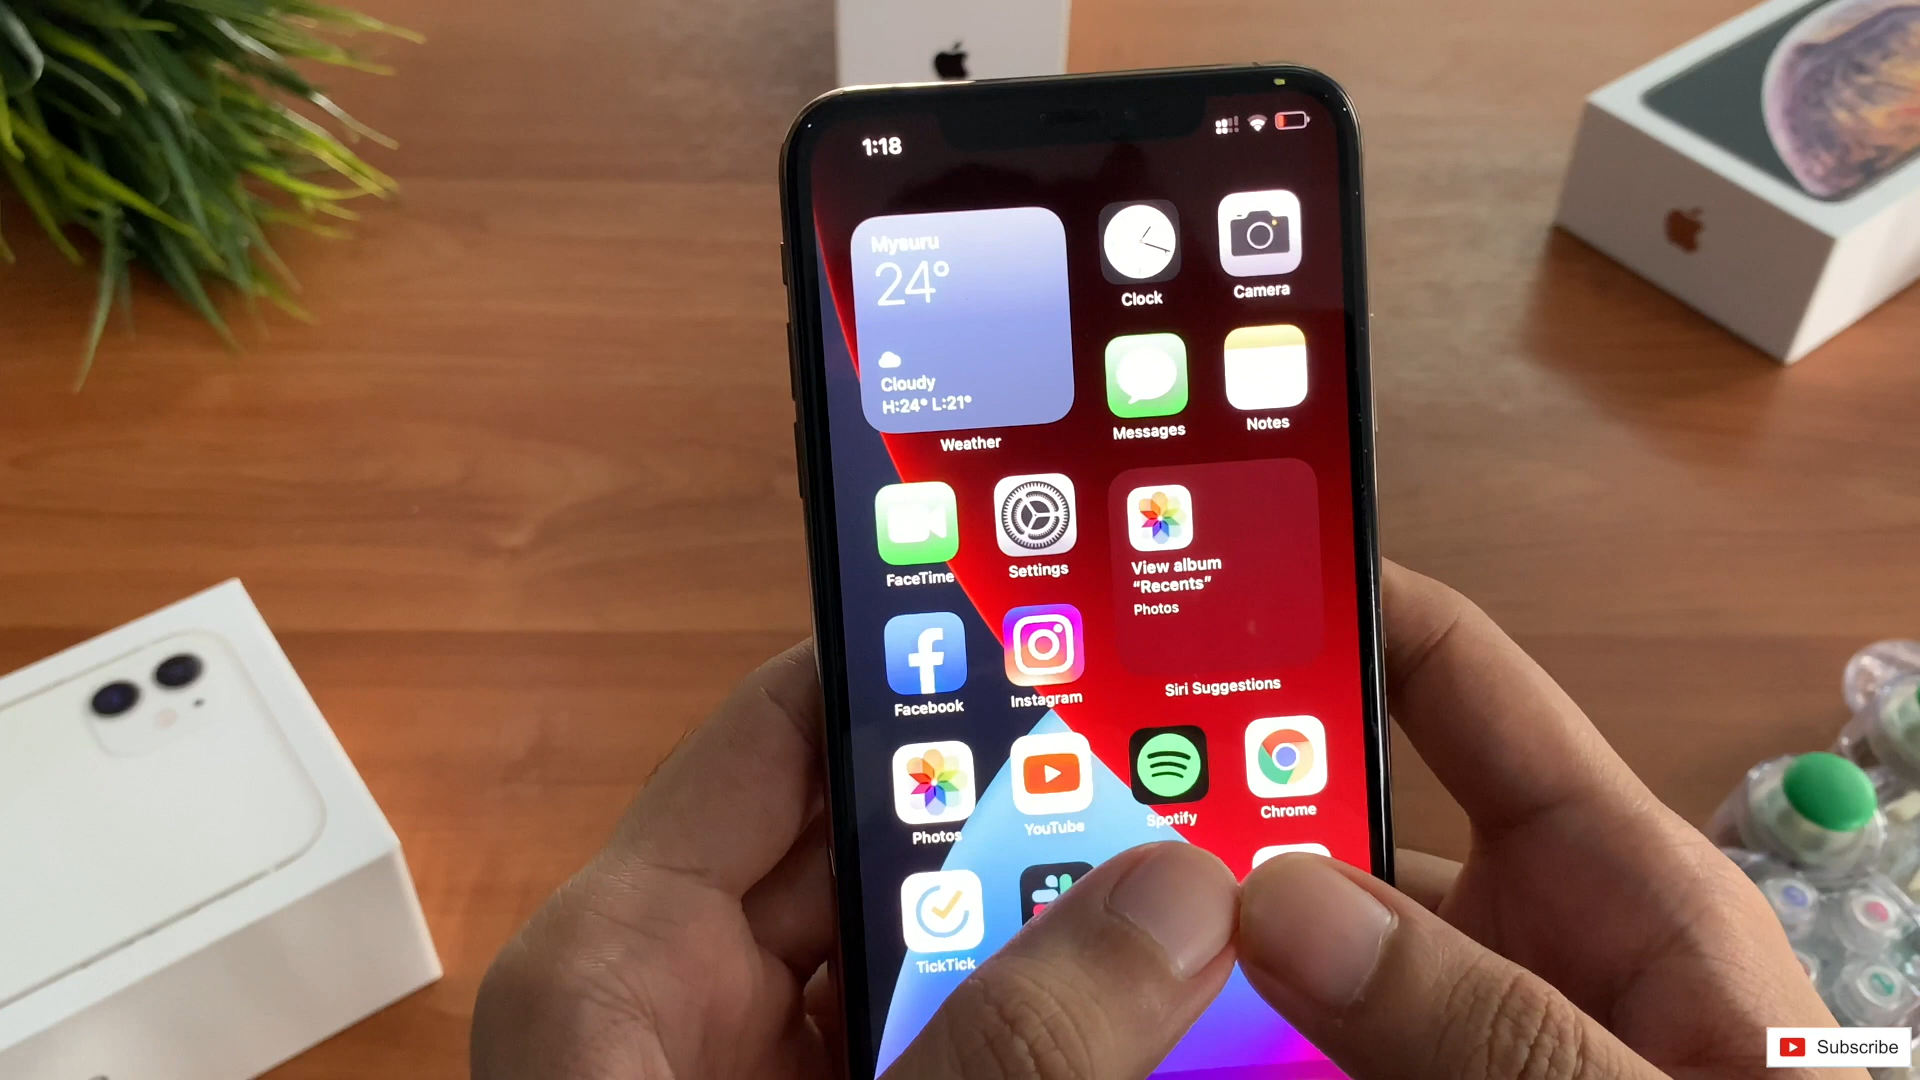 1:18
Mysuru
24°
Cloudy
H:24° L:21°
Weather
Clock
Camera
Messages
Notes
FaceTime
Settings
View album
“Recents”
Photos
Siri Suggestions
Facebook
Instagram
Photos
YouTube
Spotify
Chrome
TickTick
Subscribe